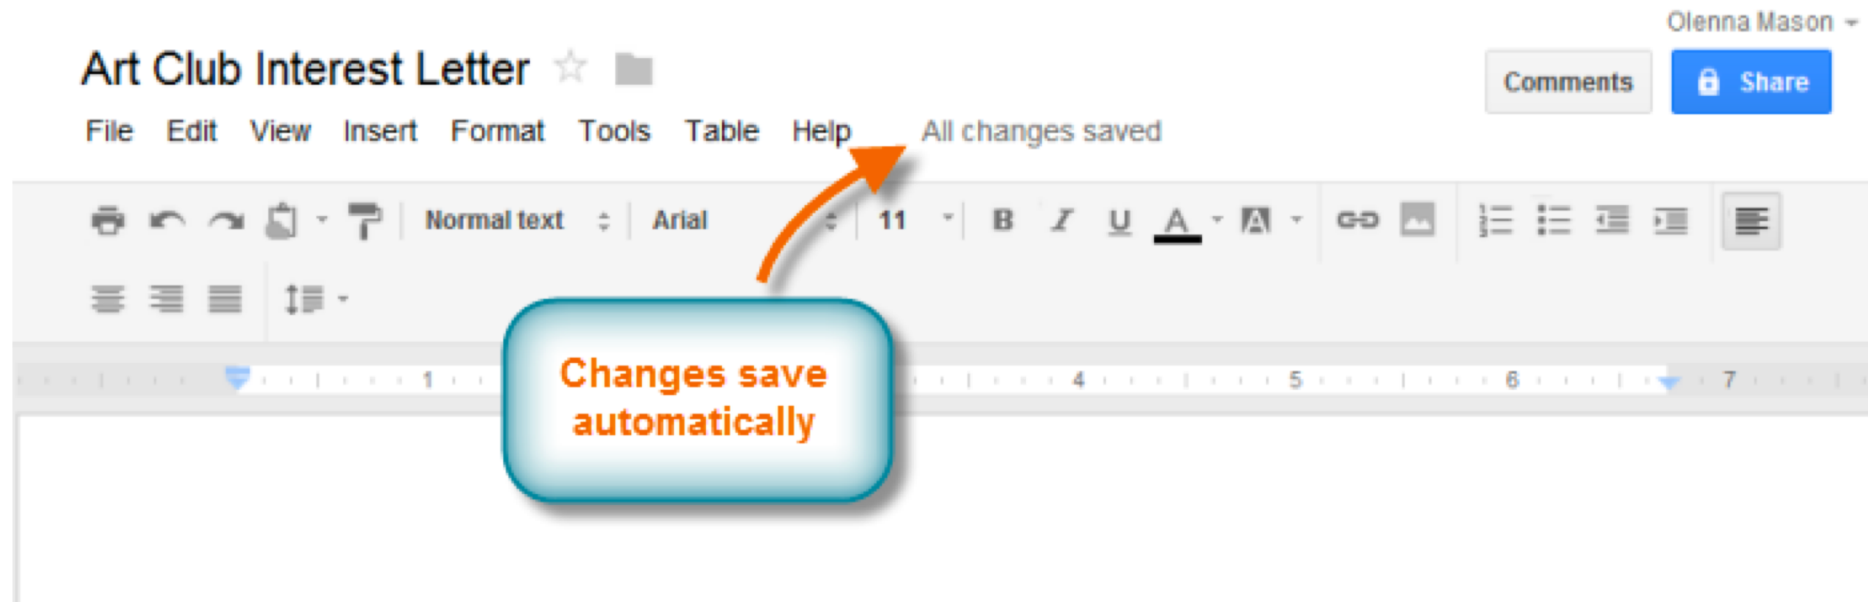 Olenna Mason
Art Club Interest Letter
Comments
Share
File Edit View Insert Format Tools Table Help All changes saved
Normal text Arial 11 B I U A A
1 4 5 6 7
Changes save
automatically